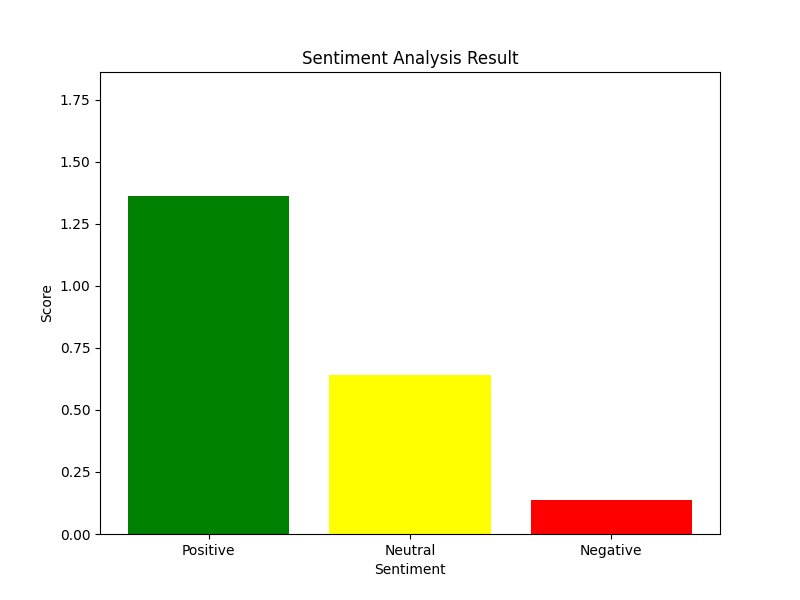 Sentiment Analysis Result
1.75
1.50
1.25
1.00
0.75
0.50
0.25
0.00
Score
Positive Neutral Negative
Sentiment